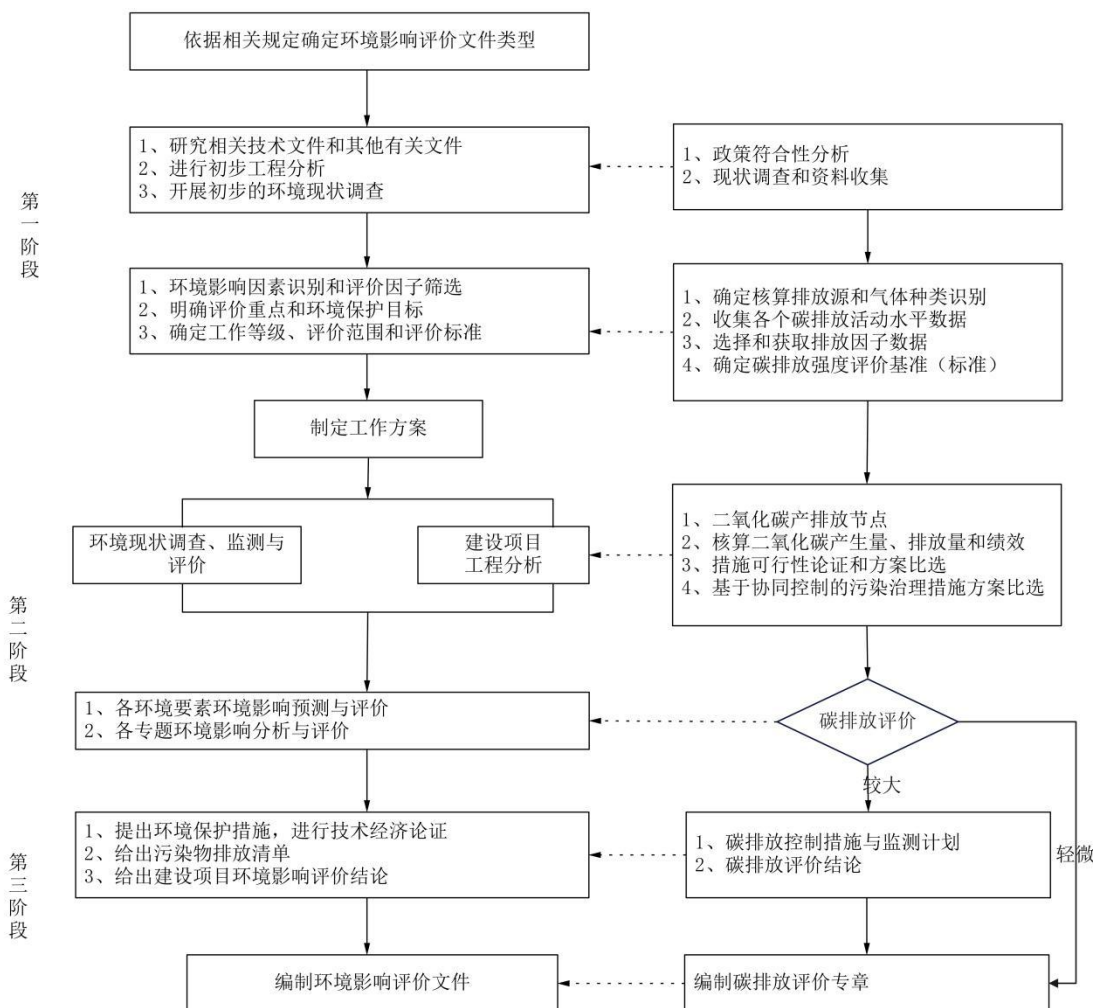 依据相关规定确定环境影响评价文件类型
第一阶段
1、研究相关技术文件和其他有关文件
2、进行初步工程分析
3、开展初步的环境现状调查
1、政策符合性分析
2、现状调查和资料收集
1、环境影响因素识别和评价因子筛选
2、明确评价重点和环境保护目标
3、确定工作等级、评价范围和评价标准
1、确定核算排放源和气体种类识别
2、收集各个碳排放活动水平数据
3、选择和获取排放因子数据
4、确定碳排放强度评价基准（标准）
制定工作方案
第二阶段
环境现状调查、监测与
评价
建设项目
工程分析
1、二氧化碳产排放节点
2、核算二氧化碳产生量、排放量和绩效
3、措施可行性论证和方案比选
4、基于协同控制的污染治理措施方案比选
1、各环境要素环境影响预测与评价
2、各专题环境影响分析与评价
碳排放评价
较大
轻微
第三阶段
1、提出环境保护措施，进行技术经济论证
2、给出污染物排放清单
3、给出建设项目环境影响评价结论
1、碳排放控制措施与监测计划
2、碳排放评价结论
编制环境影响评价文件
编制碳排放评价专章